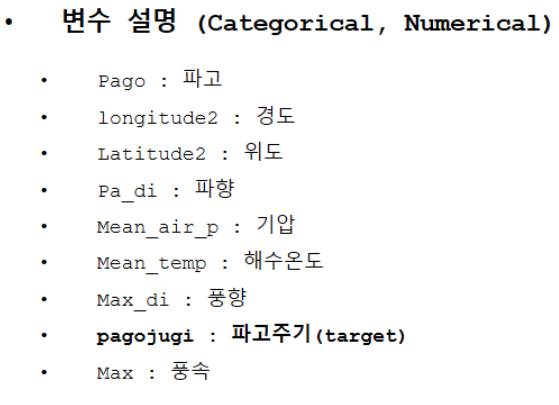 • 변수 설명 (Categorical, Numerical)
• Pago : 파고
• longitude2 : 경도
• Latitude2 : 위도
• Pa_di : 파향
• Mean_air_p : 기압
• Mean_temp : 해수온도
• Max_di : 풍향
• pagojugi : 파고주기(target)
• Max : 풍속